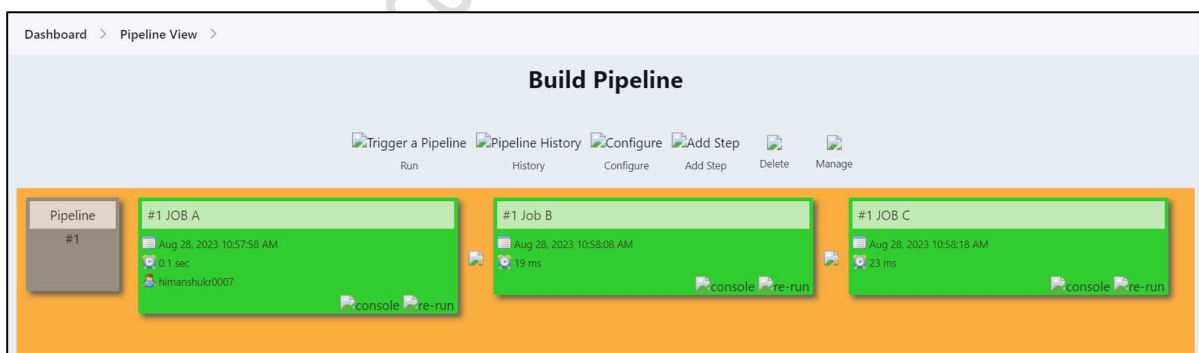 Dashboard > Pipeline View >
Build Pipeline
Trigger a Pipeline Pipeline History Configure Add Step
Run History Configure Add Step Delete Manage
Pipeline
#1
#1 JOB A
Aug 28, 2023 10:57:58 AM
0.1 sec
himanshukr0007
console re-run
#1 Job B
Aug 28, 2023 10:58:08 AM
19 ms
console re-run
#1 JOB C
Aug 28, 2023 10:58:18 AM
23 ms
console re-run